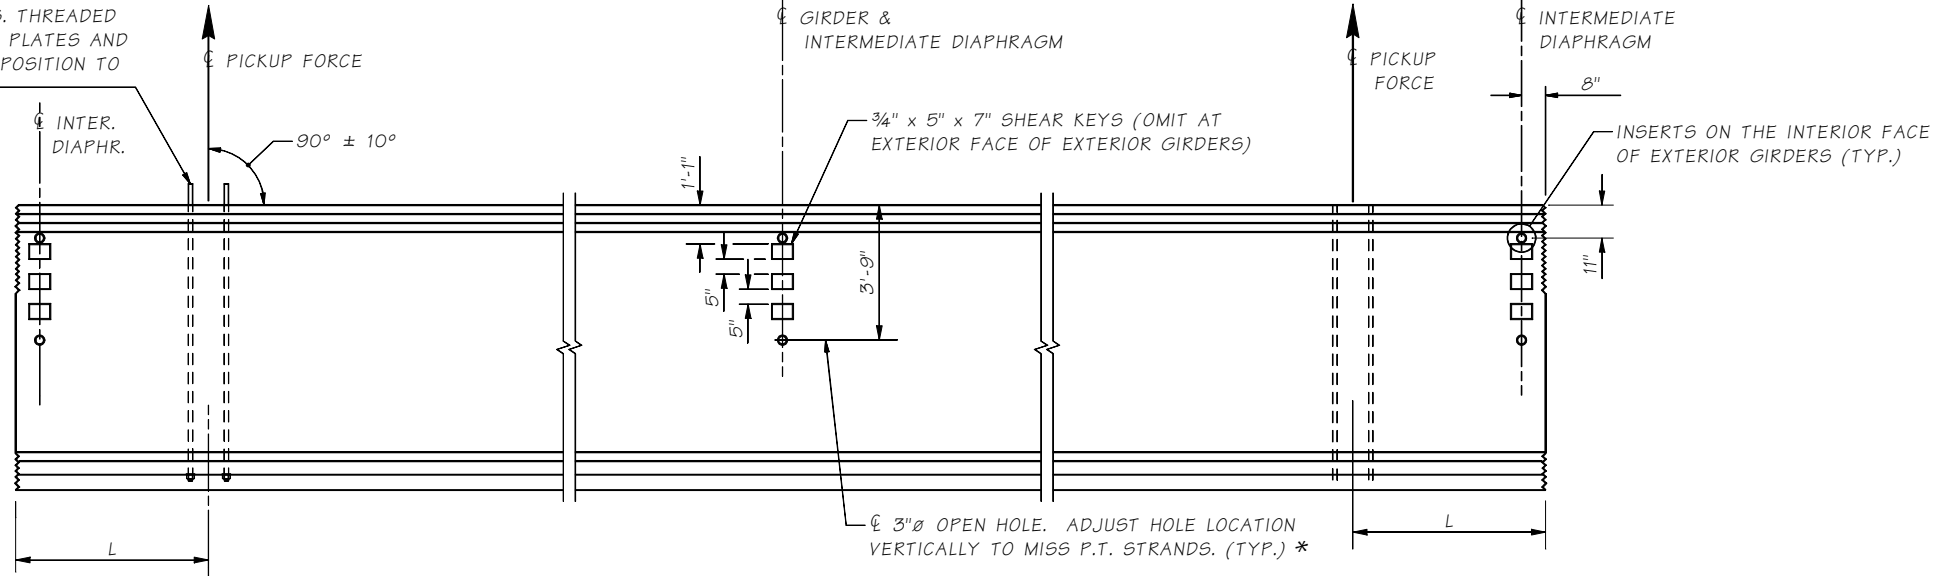 . THREADED
PLATES AND
POSITION TO
℄ PICKUP FORCE
℄ INTER.
DIAPHR.
90° ± 10°
℄ GIRDER &
INTERMEDIATE DIAPHRAGM
¾" x 5" x 7" SHEAR KEYS (OMIT AT
EXTERIOR FACE OF EXTERIOR GIRDERS)
1'-1"
5"
5"
3'-9"
℄ PICKUP
FORCE
℄ INTERMEDIATE
DIAPHRAGM
8"
INSERTS ON THE INTERIOR FACE
OF EXTERIOR GIRDERS (TYP.)
11"
℄ 3"ø OPEN HOLE. ADJUST HOLE LOCATION
VERTICALLY TO MISS P.T. STRANDS. (TYP.) *
L
L